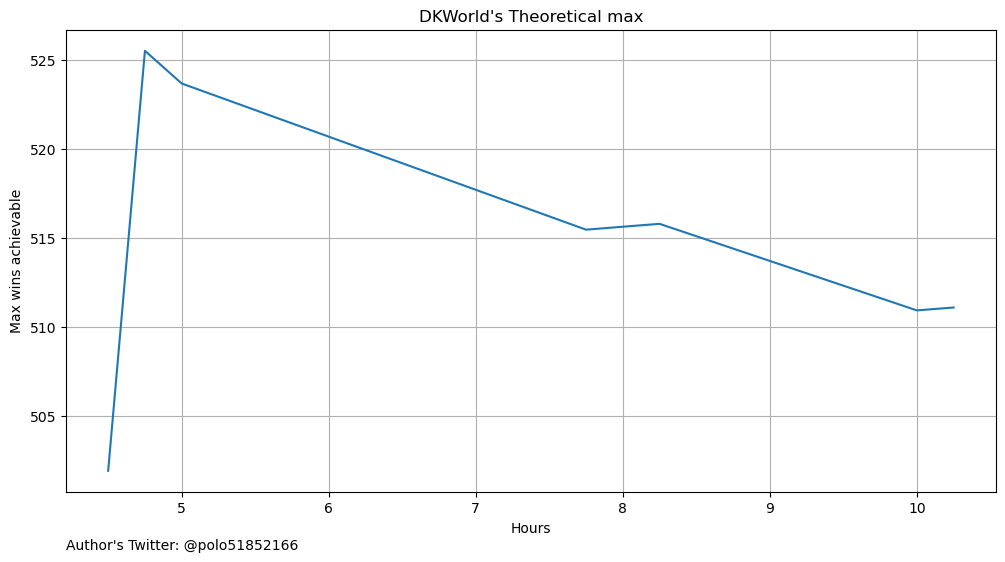 DKWorld's Theoretical max
525
520
515
510
505
Max wins achievable
5 6 7 8 9 10
Hours
Author's Twitter: @polo51852166